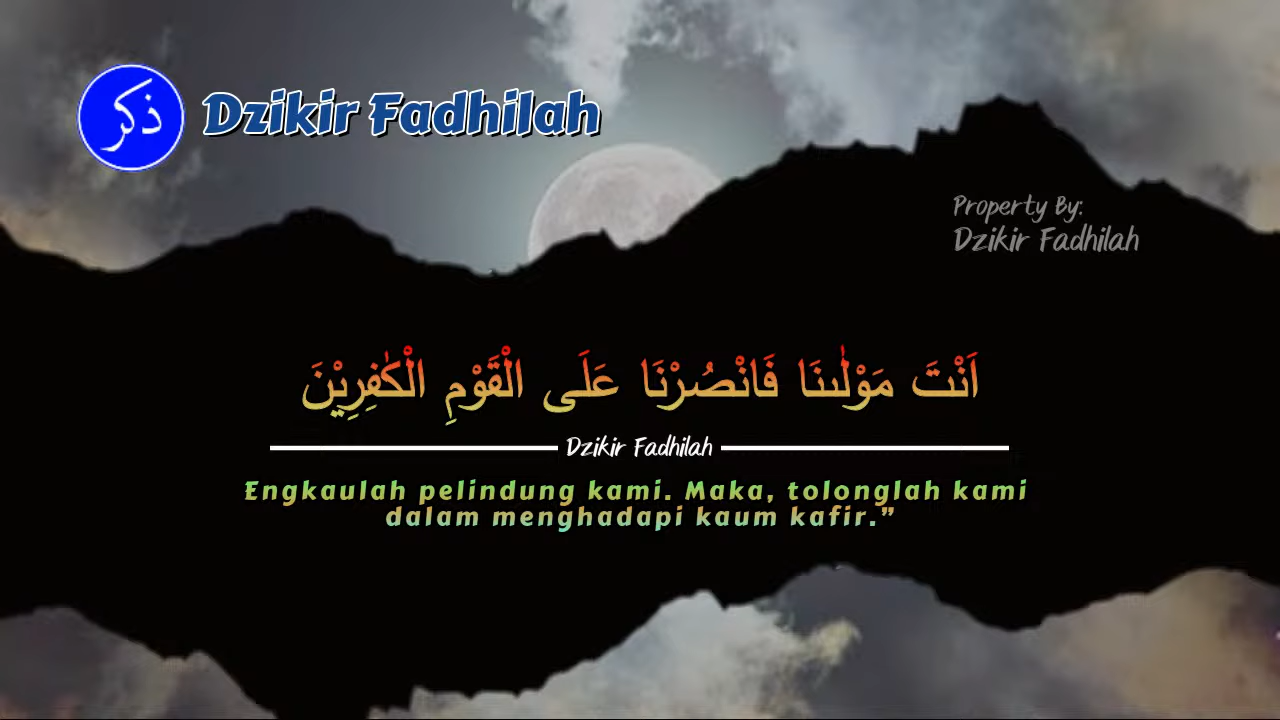 ذكر
Dzikir Fadhilah
Property By:
Dzikir Fadhilah
اَنْتَ مَوْلٰىنَا فَانْصُرْنَا عَلَى الْقَوْمِ الْكٰفِرِيْنَ
Dzikir Fadhilah
Engkaulah pelindung kami. Maka, tolonglah kami
dalam menghadapi kaum kafir.”